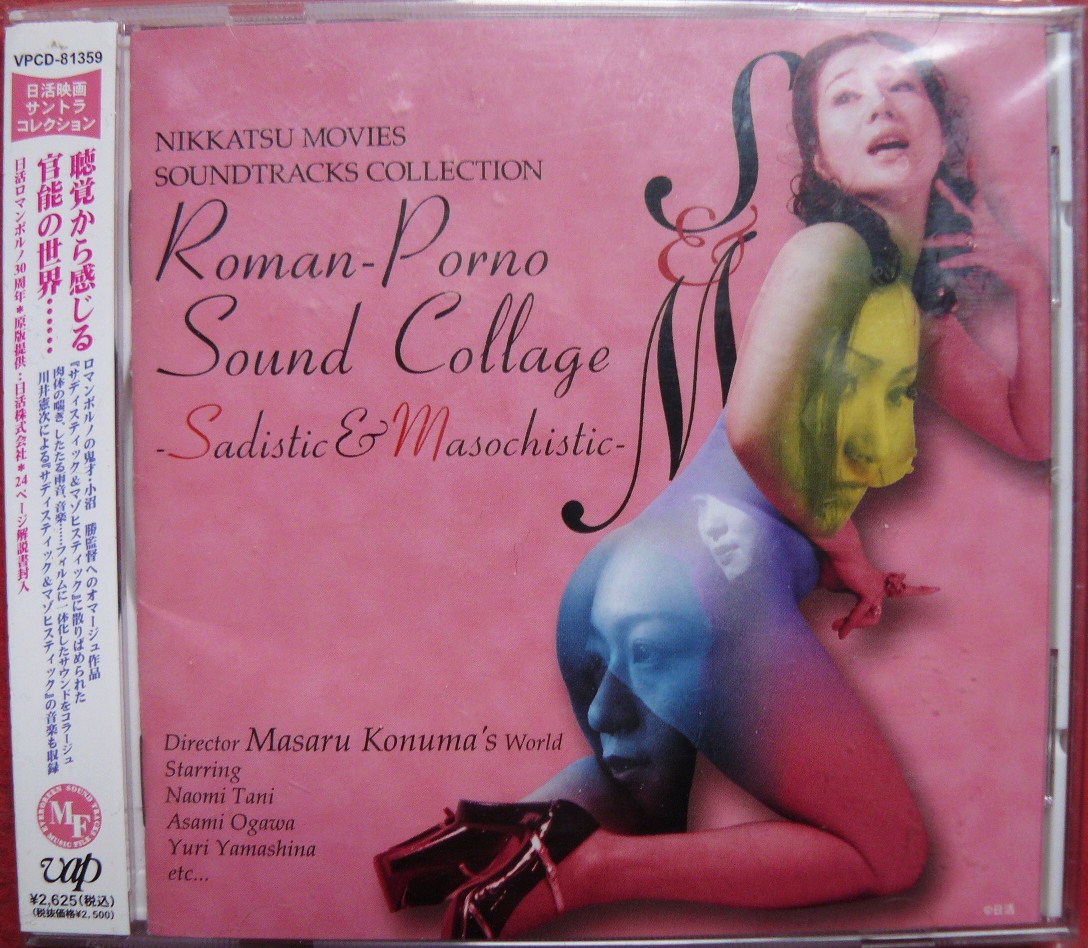 VPCD-81359
日活映画
サントラ
コレクション
聴覚から感じる
官能の世界……
日活ロマンポルノ30周年*原版提供・日活株式会社*24ページ解説書封入
ロマンポルノの鬼才・小沼 勝監督へのオマージュ作品
『サディスティック&マゾヒスティック』に散りばめられた
肉体の喘ぎ、したたる雨音、音楽……フィルムに一体化したサウンドをコラージュ
川井憲次による『サディスティック&マゾヒスティック』の音楽も収録
EVERGREEN SOUND TRACKS
MF
MUSIC FILE
vap
¥2,625(税込)
(税抜価格¥2,500)
NIKKATSU MOVIES
SOUNDTRACKS COLLECTION
Roman-Porno
Sound Collage
-Sadistic & Masochistic-
S
&
M
Director Masaru Konuma's World
Starring
Naomi Tani
Asami Ogawa
Yuri Yamashina
etc...
©日活